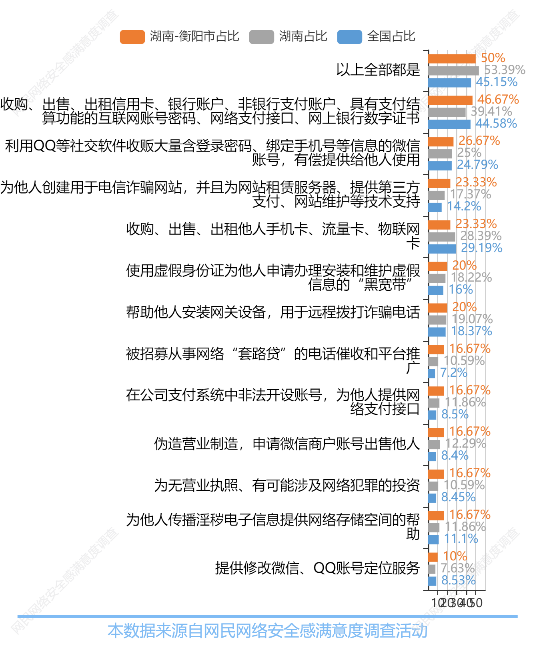 湖南-衡阳市占比 湖南占比 全国占比
以上全部都是
50%
53.39%
45.15%
收购、出售、出租信用卡、银行账户、非银行支付账户、具有支付结
算功能的互联网账号密码、网络支付接口、网上银行数字证书
46.67%
39.41%
44.58%
利用QQ等社交软件收贩大量含登录密码、绑定手机号等信息的微信
账号，有偿提供给他人使用
26.67%
25%
24.79%
为他人创建用于电信诈骗网站，并且为网站租赁服务器、提供第三方
支付、网站维护等技术支持
23.33%
17.37%
14.2%
收购、出售、出租他人手机卡、流量卡、物联网
卡
23.33%
28.39%
29.19%
使用虚假身份证为他人申请办理安装和维护虚假
信息的“黑宽带”
20%
18.22%
16%
帮助他人安装网关设备，用于远程拨打诈骗电话
20%
19.07%
18.37%
被招募从事网络“套路贷”的电话催收和平台推
广
16.67%
10.59%
7.2%
在公司支付系统中非法开设账号，为他人提供网
络支付接口
16.67%
11.86%
8.5%
伪造营业制造，申请微信商户账号出售他人
16.67%
12.29%
8.4%
为无营业执照、有可能涉及网络犯罪的投资
16.67%
10.59%
8.45%
为他人传播淫秽电子信息提供网络存储空间的帮
助
16.67%
11.86%
11.1%
提供修改微信、QQ账号定位服务
10%
7.63%
8.53%
10 20 30 40 50
本数据来源自网民网络安全感满意度调查活动